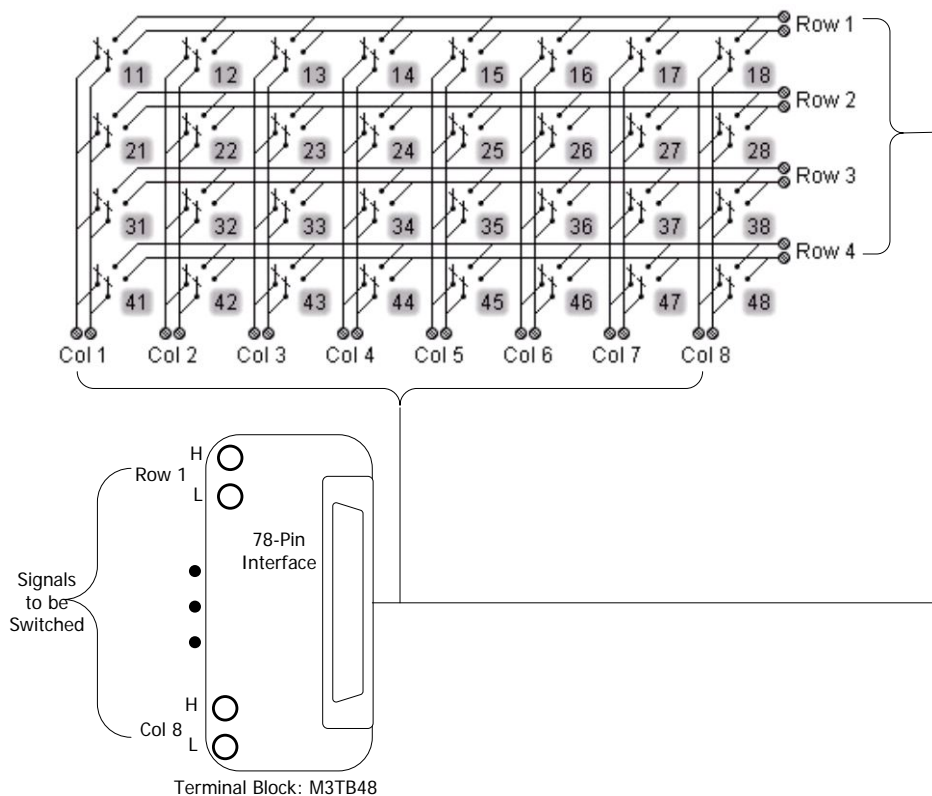 Row 1
11 12 13 14 15 16 17 18
Row 2
21 22 23 24 25 26 27 28
Row 3
31 32 33 34 35 36 37 38
Row 4
41 42 43 44 45 46 47 48
Col 1 Col 2 Col 3 Col 4 Col 5 Col 6 Col 7 Col 8
H
Row 1
L
78-Pin
Interface
Signals
to be
Switched
H
Col 8
L
Terminal Block: M3TB48